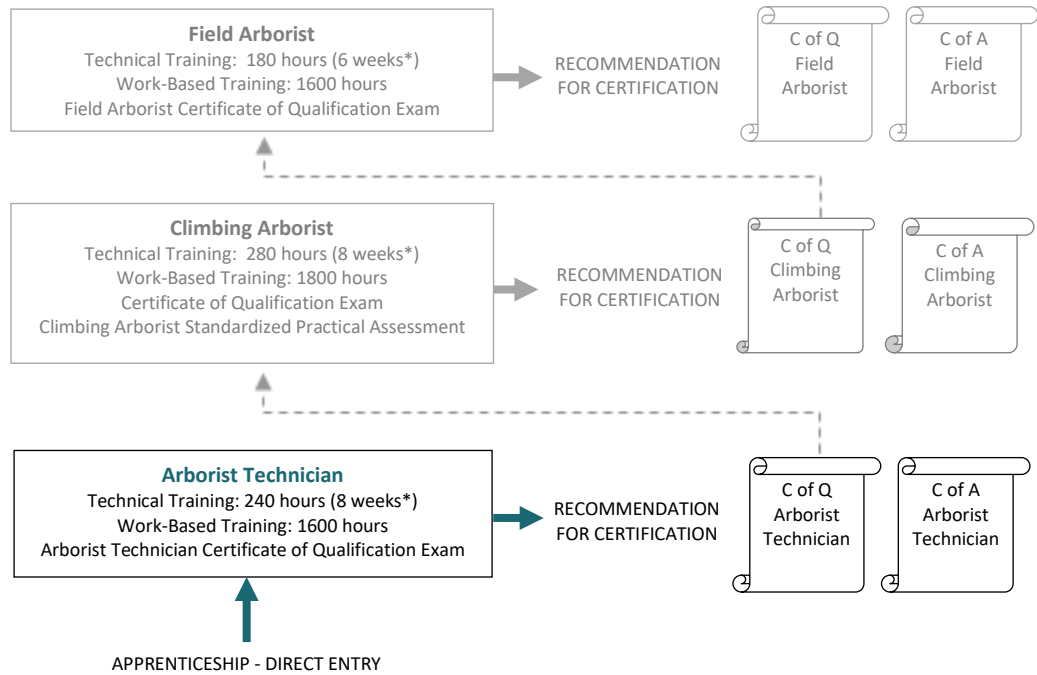 Field Arborist
Technical Training:  180 hours (6 weeks*)
Work-Based Training: 1600 hours
Field Arborist Certificate of Qualification Exam
RECOMMENDATION
FOR CERTIFICATION
C of Q
Field
Arborist
C of A
Field
Arborist
Climbing Arborist
Technical Training:  280 hours (8 weeks*)
Work-Based Training: 1800 hours
Certificate of Qualification Exam
Climbing Arborist Standardized Practical Assessment
RECOMMENDATION
FOR CERTIFICATION
C of Q
Climbing
Arborist
C of A
Climbing
Arborist
Arborist Technician
Technical Training: 240 hours (8 weeks*)
Work-Based Training: 1600 hours
Arborist Technician Certificate of Qualification Exam
RECOMMENDATION
FOR CERTIFICATION
C of Q
Arborist
Technician
C of A
Arborist
Technician
APPRENTICESHIP - DIRECT ENTRY